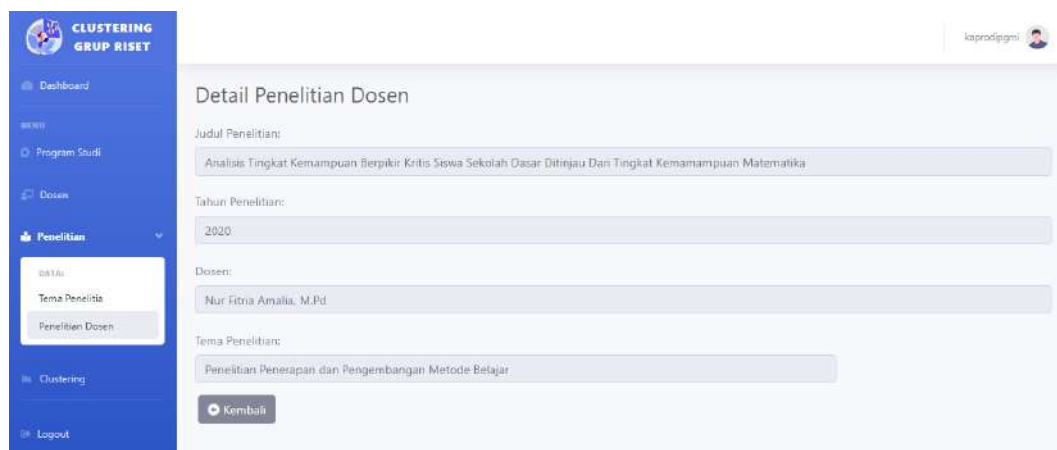 CLUSTERING
GRUP RISET
kaprodipgmi
Dashboard
MENU
Program Studi
Dosen
Penelitian
DATA:
Tema Penelitia
Penelitian Dosen
Clustering
Logout
Detail Penelitian Dosen
Judul Penelitian:
Analisis Tingkat Kemampuan Berpikir Kritis Siswa Sekolah Dasar Ditinjau Dari Tingkat Kemamampuan Matematika
Tahun Penelitian:
2020
Dosen:
Nur Fitria Amalia, M.Pd
Tema Penelitian:
Penelitian Penerapan dan Pengembangan Metode Belajar
Kembali